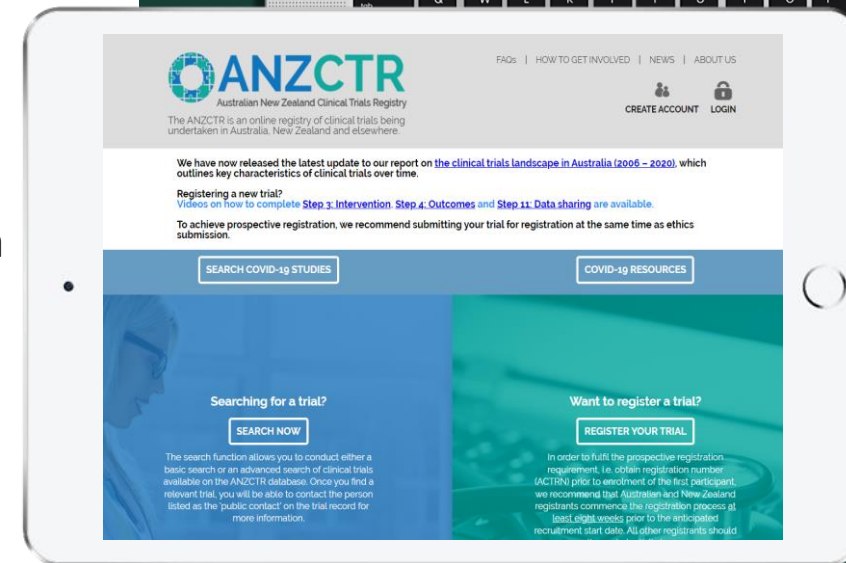 tab Q W E R T Y U I O P
ANZCTR
Australian New Zealand Clinical Trials Registry
The ANZCTR is an online registry of clinical trials being
undertaken in Australia, New Zealand and elsewhere.
FAQs | HOW TO GET INVOLVED | NEWS | ABOUT US
CREATE ACCOUNT LOGIN
We have now released the latest update to our report on the clinical trials landscape in Australia (2006 – 2020), which
outlines key characteristics of clinical trials over time.
Registering a new trial?
Videos on how to complete Step 3: Intervention, Step 4: Outcomes and Step 11: Data sharing are available.
To achieve prospective registration, we recommend submitting your trial for registration at the same time as ethics
submission.
SEARCH COVID-19 STUDIES
COVID-19 RESOURCES
Searching for a trial?
SEARCH NOW
The search function allows you to conduct either a
basic search or an advanced search of clinical trials
available on the ANZCTR database. Once you find a
relevant trial, you will be able to contact the person
listed as the 'public contact' on the trial record for
more information.
Want to register a trial?
REGISTER YOUR TRIAL
In order to fulfil the prospective registration
requirement, i.e. obtain registration number
(ACTRN) prior to enrolment of the first participant,
we recommend that Australian and New Zealand
registrants commence the registration process at
least eight weeks prior to the anticipated
recruitment start date. All other registrants should